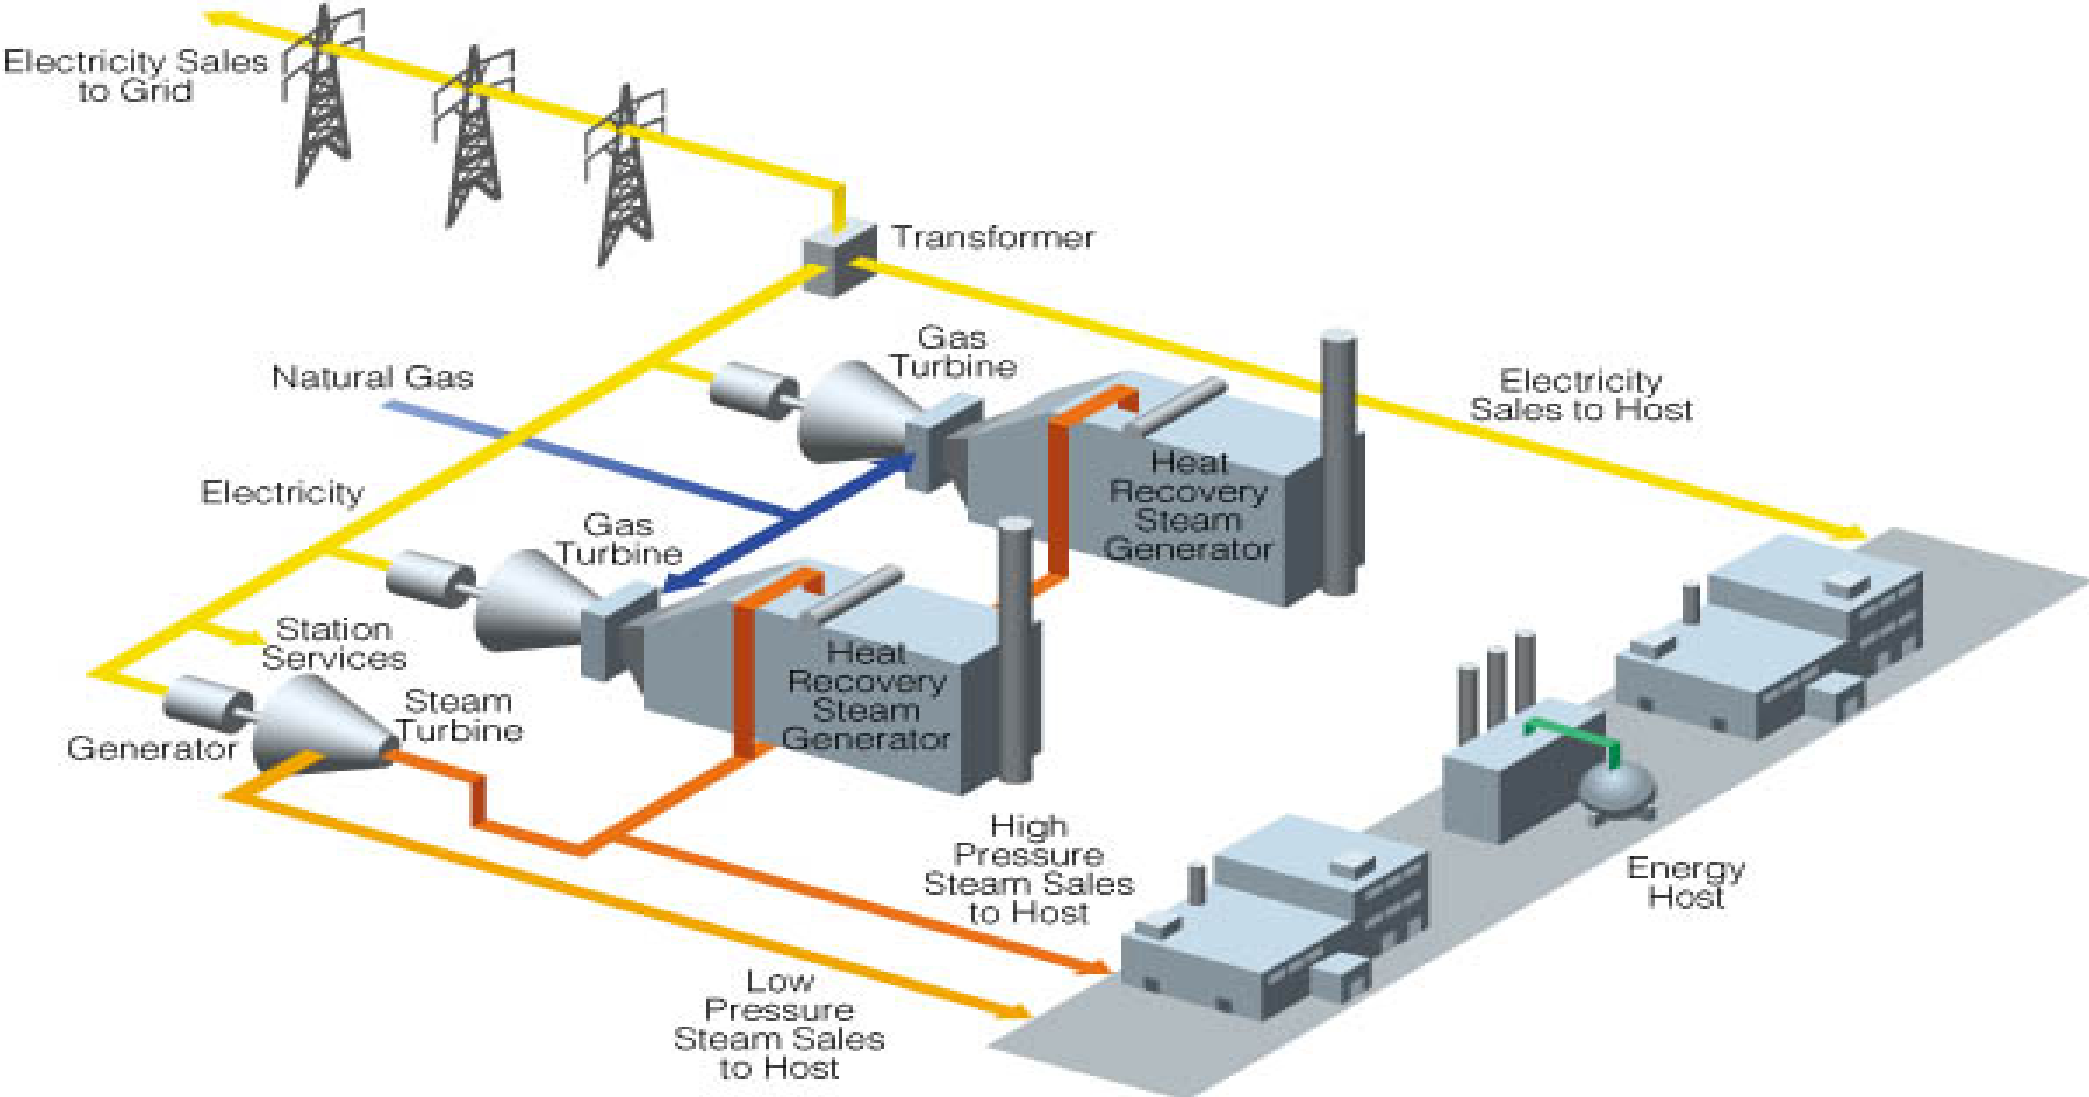 Electricity Sales
to Grid
Transformer
Gas
Turbine
Natural Gas
Electricity
Sales to Host
Heat
Recovery
Steam
Generator
Electricity
Gas
Turbine
Station
Services
Heat
Recovery
Steam
Generator
Steam
Turbine
Generator
High
Pressure
Steam Sales
to Host
Energy
Host
Low
Pressure
Steam Sales
to Host